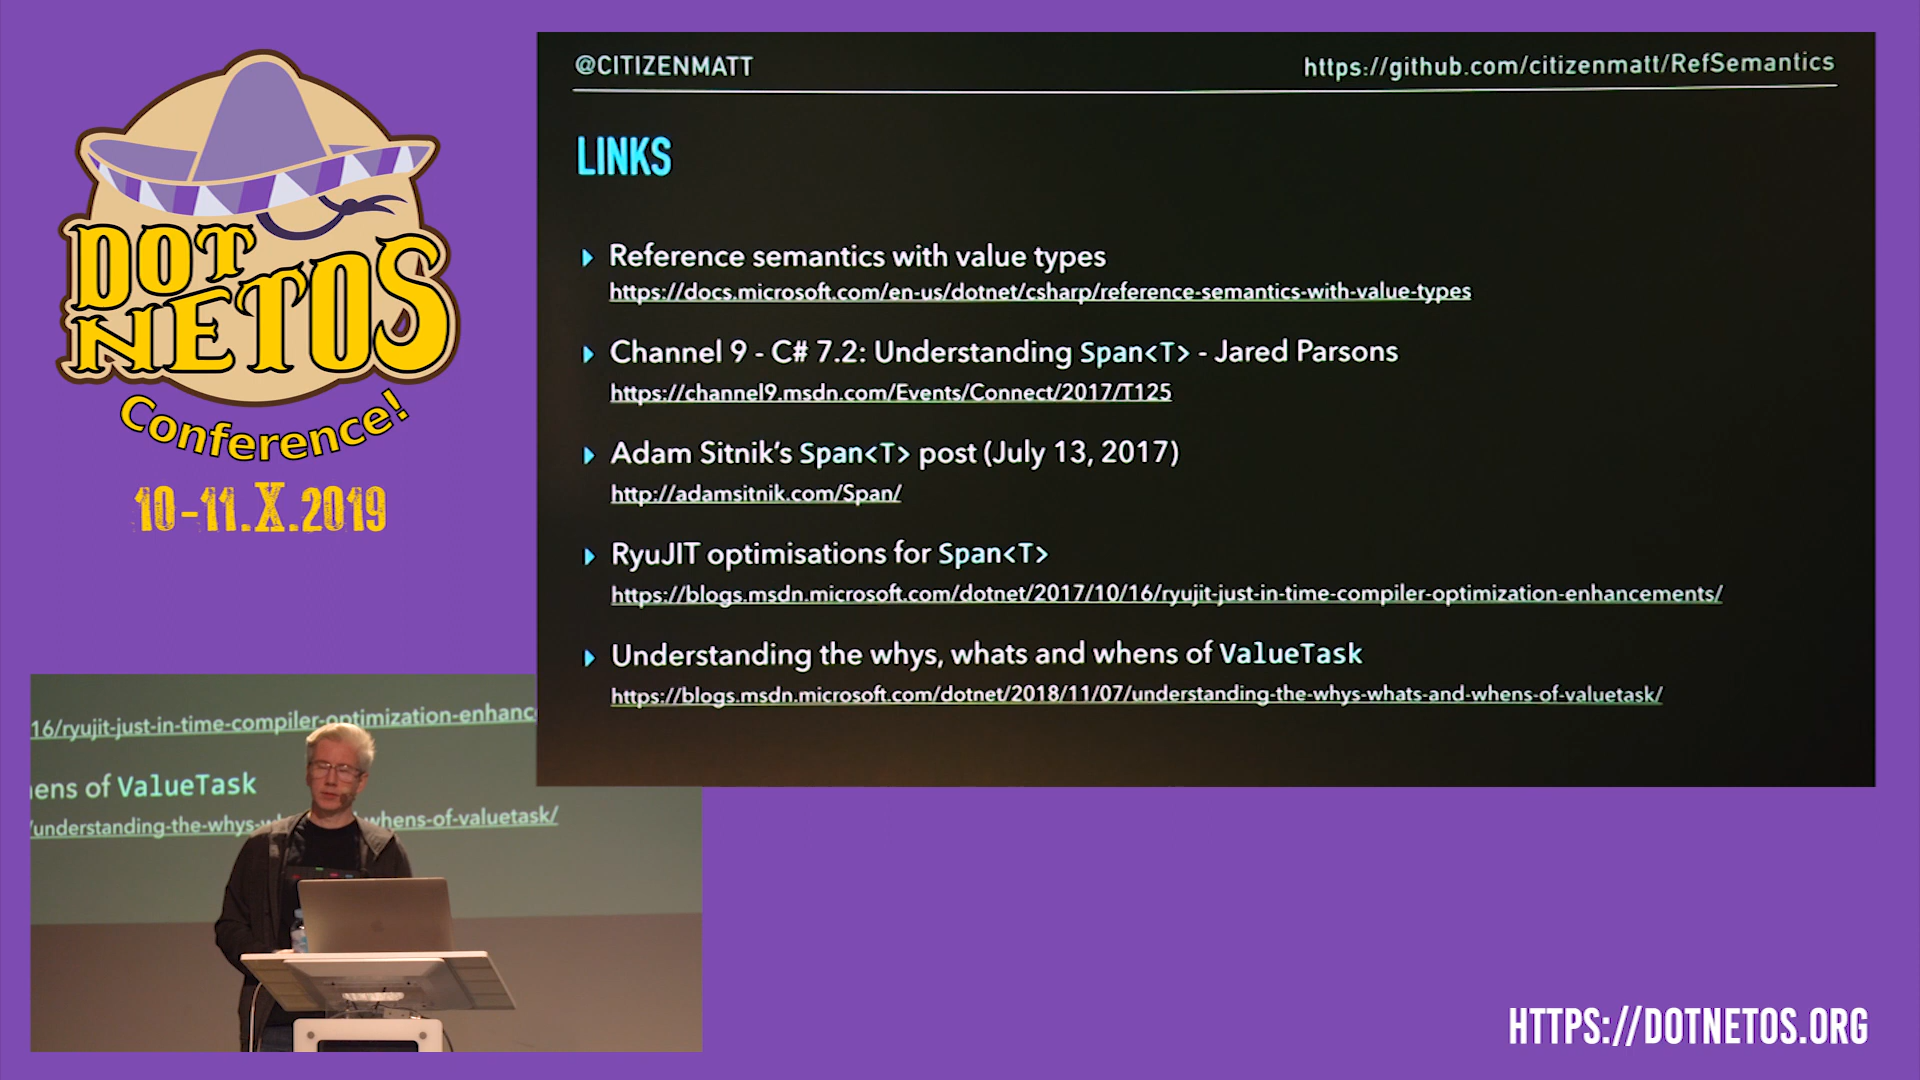 DOT
NETOS
Conference!
10-11.X.2019
@CITIZENMATT
https://github.com/citizenmatt/RefSemantics
LINKS
Reference semantics with value types
https://docs.microsoft.com/en-us/dotnet/csharp/reference-semantics-with-value-types
Channel 9 - C# 7.2: Understanding Span<T> - Jared Parsons
https://channel9.msdn.com/Events/Connect/2017/T125
Adam Sitnik’s Span<T> post (July 13, 2017)
http://adamsitnik.com/Span/
RyuJIT optimisations for Span<T>
https://blogs.msdn.microsoft.com/dotnet/2017/10/16/ryujit-just-in-time-compiler-optimization-enhancements/
Understanding the whys, whats and whens of ValueTask
https://blogs.msdn.microsoft.com/dotnet/2018/11/07/understanding-the-whys-whats-and-whens-of-valuetask/
16/ryujit-just-in-time-compiler-optimization-enhanc
hens of ValueTask
/understanding-the-whys-w whens-of-valuetask/
HTTPS://DOTNETOS.ORG